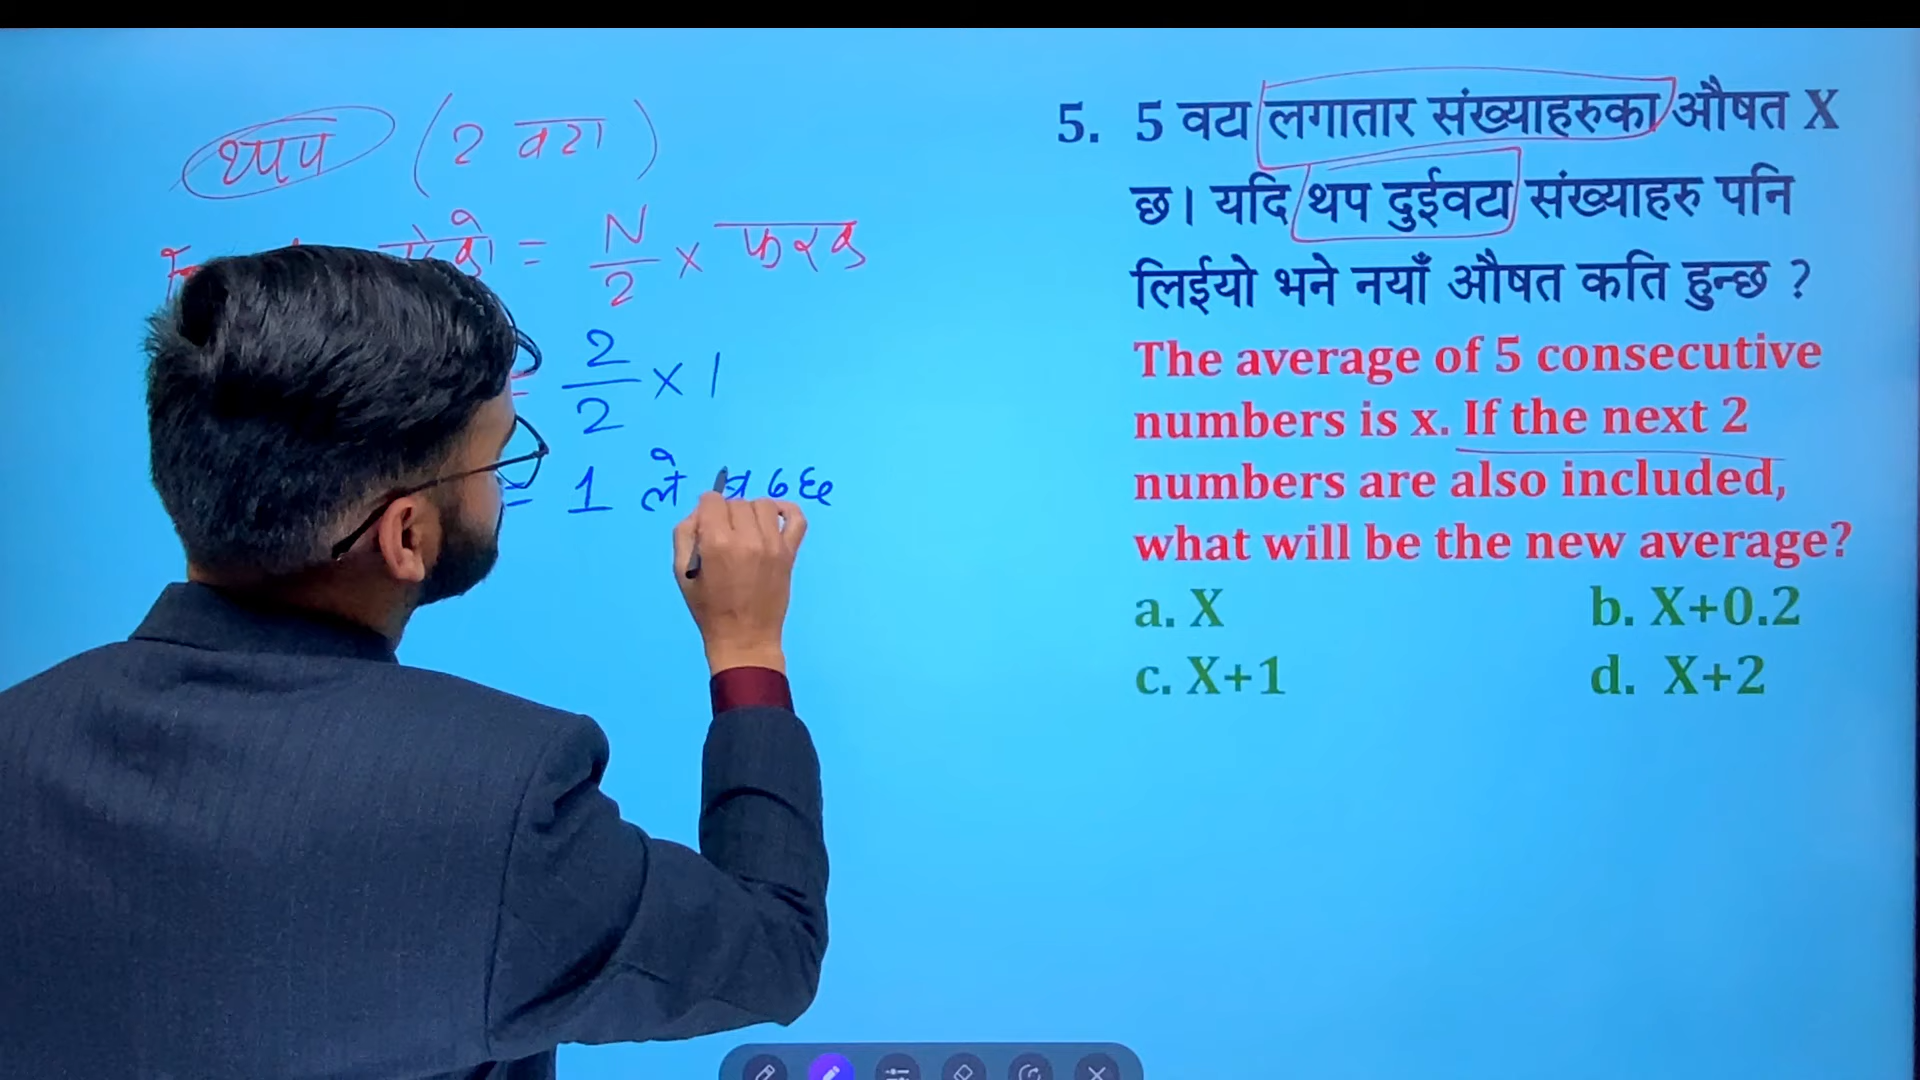 थप (2 वटा)
= N/2 × फरक
= 2/2 × 1
= 1 ले बढ्छ
5. 5 वटा लगातार संख्याहरुका औषत X
छ। यदि थप दुईवटा संख्याहरु पनि
लिईयो भने नयाँ औषत कति हुन्छ ?
The average of 5 consecutive
numbers is x. If the next 2
numbers are also included,
what will be the new average?
a. X b. X+0.2
c. X+1 d. X+2